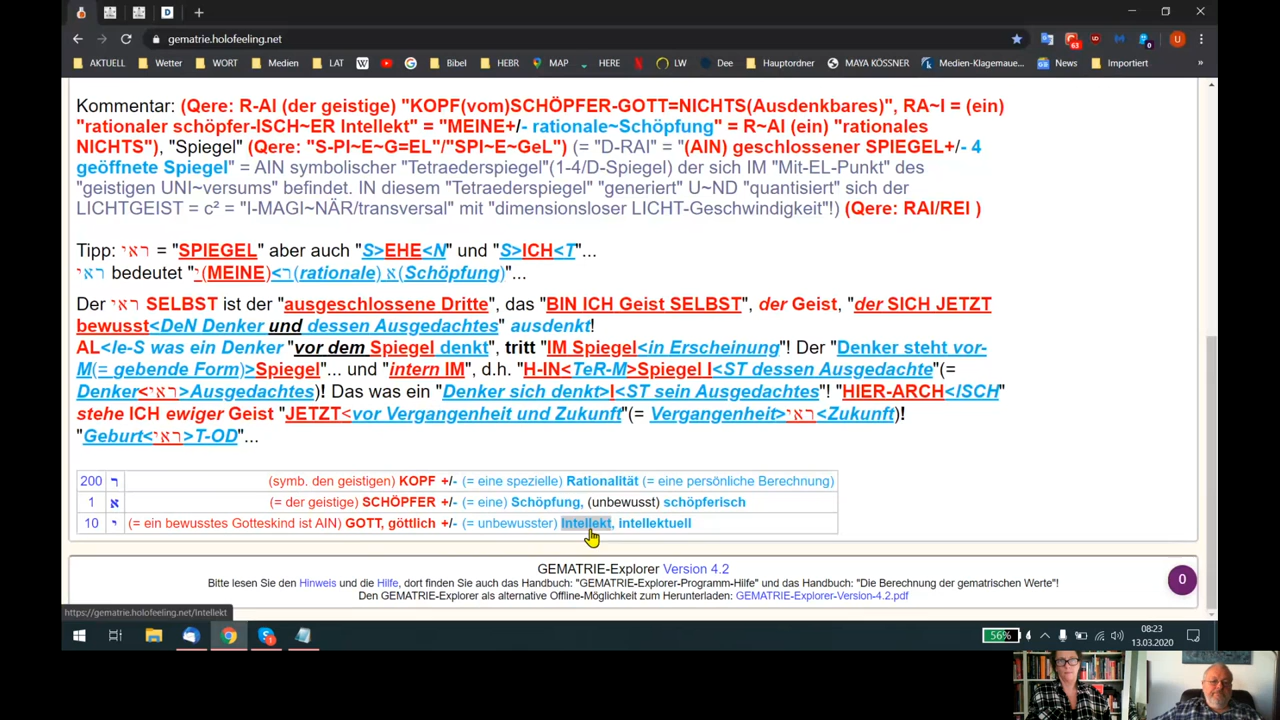 gematrie.holofeeling.net
63
U
0
AKTUELL
Wetter
WORT
Medien
LAT
W
Bibel
HEBR
MAP
HERE
LW
Dee
Hauptordner
MAYA KÖSSNER
Medien-Klagemaue...
News
Importiert
»
Kommentar: (Qere: R-AI (der geistige) "KOPF(vom)SCHÖPFER-GOTT=NICHTS(Ausdenkbares)", RA~I = (ein)
"rationaler schöpfer-ISCH~ER Intellekt" = "MEINE+/- rationale~Schöpfung" = R~AI (ein) "rationales
NICHTS"), "Spiegel" (Qere: "S-PI~E~G=EL"/"SPI~E~GeL") (= "D-RAI" = "(AIN) geschlossener SPIEGEL+/- 4
geöffnete Spiegel" = AIN symbolischer "Tetraederspiegel"(1-4/D-Spiegel) der sich IM "Mit-EL-Punkt" des
"geistigen UNI~versums" befindet. IN diesem "Tetraederspiegel" "generiert" U~ND "quantisiert" sich der
LICHTGEIST = c² = "I-MAGI~NÄR/transversal" mit "dimensionsloser LICHT-Geschwindigkeit"!) (Qere: RAI/REI )
Tipp: ראי = "SPIEGEL" aber auch "S>EHE<N" und "S>ICH<T"...
ראי bedeutet "י(MEINE)<ר(rationale) א(Schöpfung)"...
Der ראי SELBST ist der "ausgeschlossene Dritte", das "BIN ICH Geist SELBST", der Geist, "der SICH JETZT
bewusst<DeN Denker und dessen Ausgedachtes" ausdenkt!
AL<le-S was ein Denker "vor dem Spiegel denkt", tritt "IM Spiegel<in Erscheinung"! Der "Denker steht vor-
M(= gebende Form)>Spiegel"... und "intern IM", d.h. "H-IN<TeR-M>Spiegel I<ST dessen Ausgedachte"(=
Denker<ראי>Ausgedachtes)! Das was ein "Denker sich denkt>I<ST sein Ausgedachtes"! "HIER-ARCH<ISCH"
stehe ICH ewiger Geist "JETZT<vor Vergangenheit und Zukunft"(= Vergangenheit>ראי<Zukunft)!
"Geburt<ראי>T-OD"...
200 ר (symb. den geistigen) KOPF +/- (= eine spezielle) Rationalität (= eine persönliche Berechnung)
1 א (= der geistige) SCHÖPFER +/- (= eine) Schöpfung, (unbewusst) schöpferisch
10 י (= ein bewusstes Gotteskind ist AIN) GOTT, göttlich +/- (= unbewusster) Intellekt, intellektuell
GEMATRIE-Explorer Version 4.2
Bitte lesen Sie den Hinweis und die Hilfe, dort finden Sie auch das Handbuch: "GEMATRIE-Explorer-Programm-Hilfe" und das Handbuch: "Die Berechnung der gematrischen Werte"!
Den GEMATRIE-Explorer als alternative Offline-Möglichkeit zum Herunterladen: GEMATRIE-Explorer-Version-4.2.pdf
0
https://gematrie.holofeeling.net/Intellekt
56%
08:23
13.03.2020